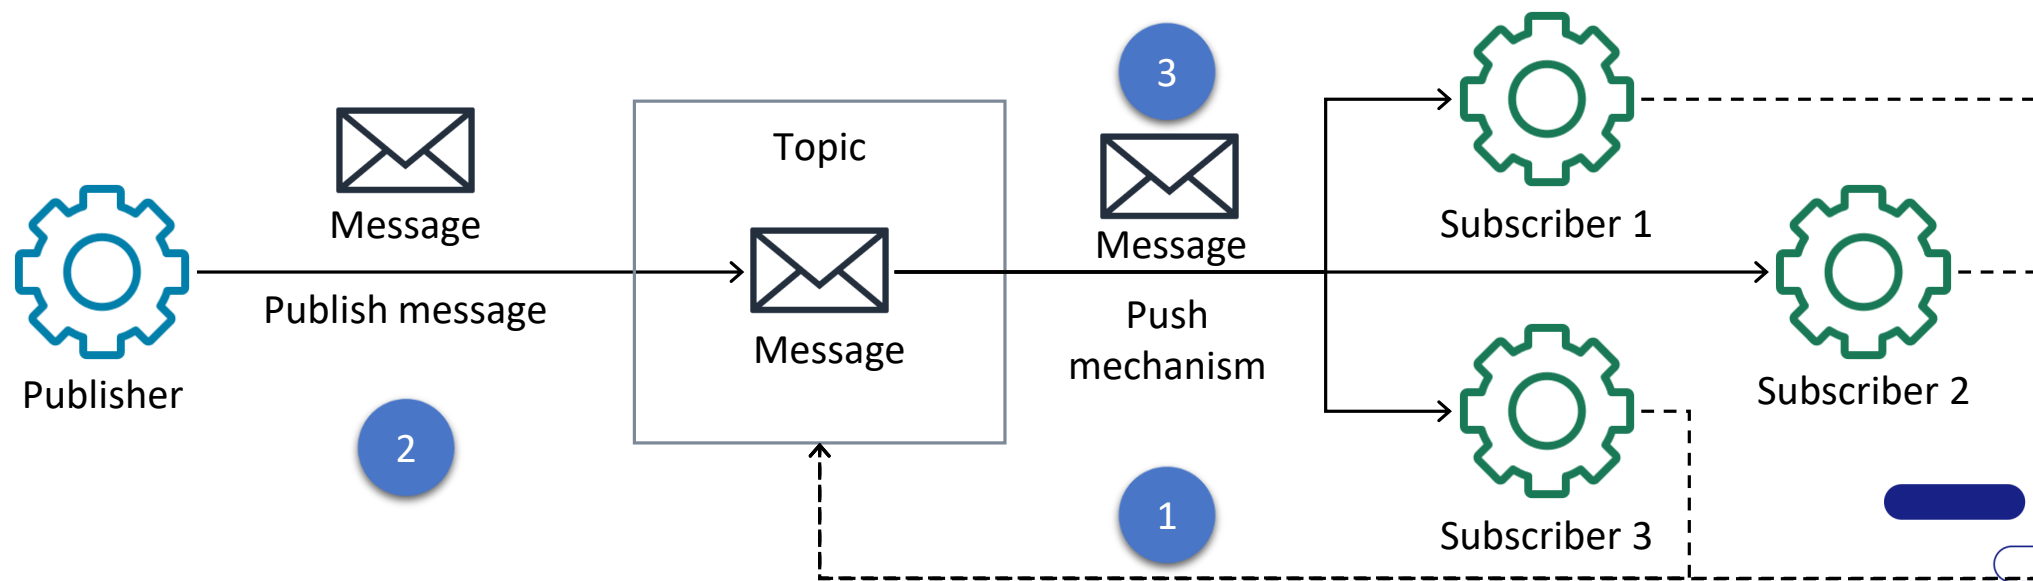 3
Topic
Message
Message
Subscriber 1
Publish message
Push
mechanism
Message
Publisher
Subscriber 2
2
1
Subscriber 3